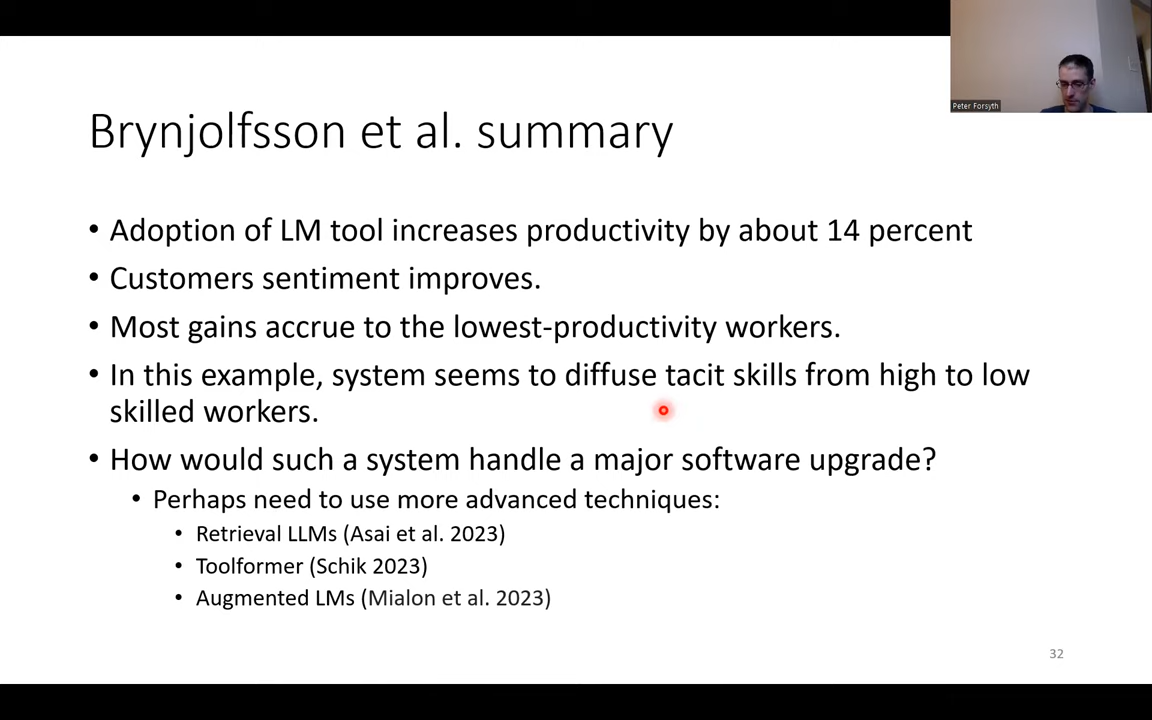 Peter Forsyth
Brynjolfsson et al. summary
• Adoption of LM tool increases productivity by about 14 percent
• Customers sentiment improves.
• Most gains accrue to the lowest-productivity workers.
• In this example, system seems to diffuse tacit skills from high to low
skilled workers.
• How would such a system handle a major software upgrade?
• Perhaps need to use more advanced techniques:
• Retrieval LLMs (Asai et al. 2023)
• Toolformer (Schik 2023)
• Augmented LMs (Mialon et al. 2023)
32